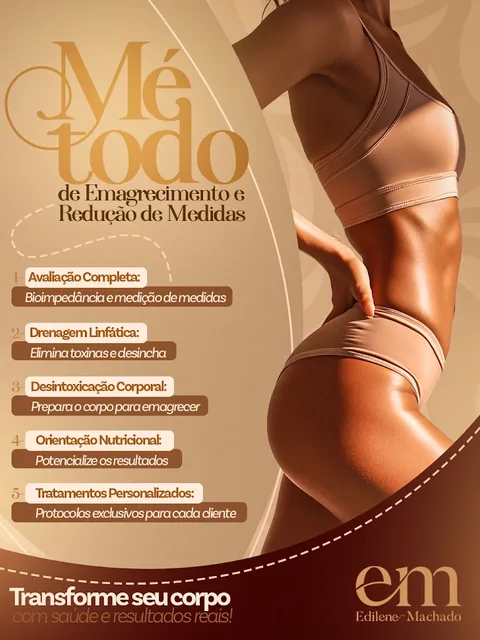 Mé
todo
de Emagrecimento e
Redução de Medidas
1- Avaliação Completa:
Bioimpedância e medição de medidas
2- Drenagem Linfática:
Elimina toxinas e desincha
3- Desintoxicação Corporal:
Prepara o corpo para emagrecer
4- Orientação Nutricional:
Potencialize os resultados
5- Tratamentos Personalizados:
Protocolos exclusivos para cada cliente
Transforme seu corpo
com saúde e resultados reais!
em
Edilene Machado